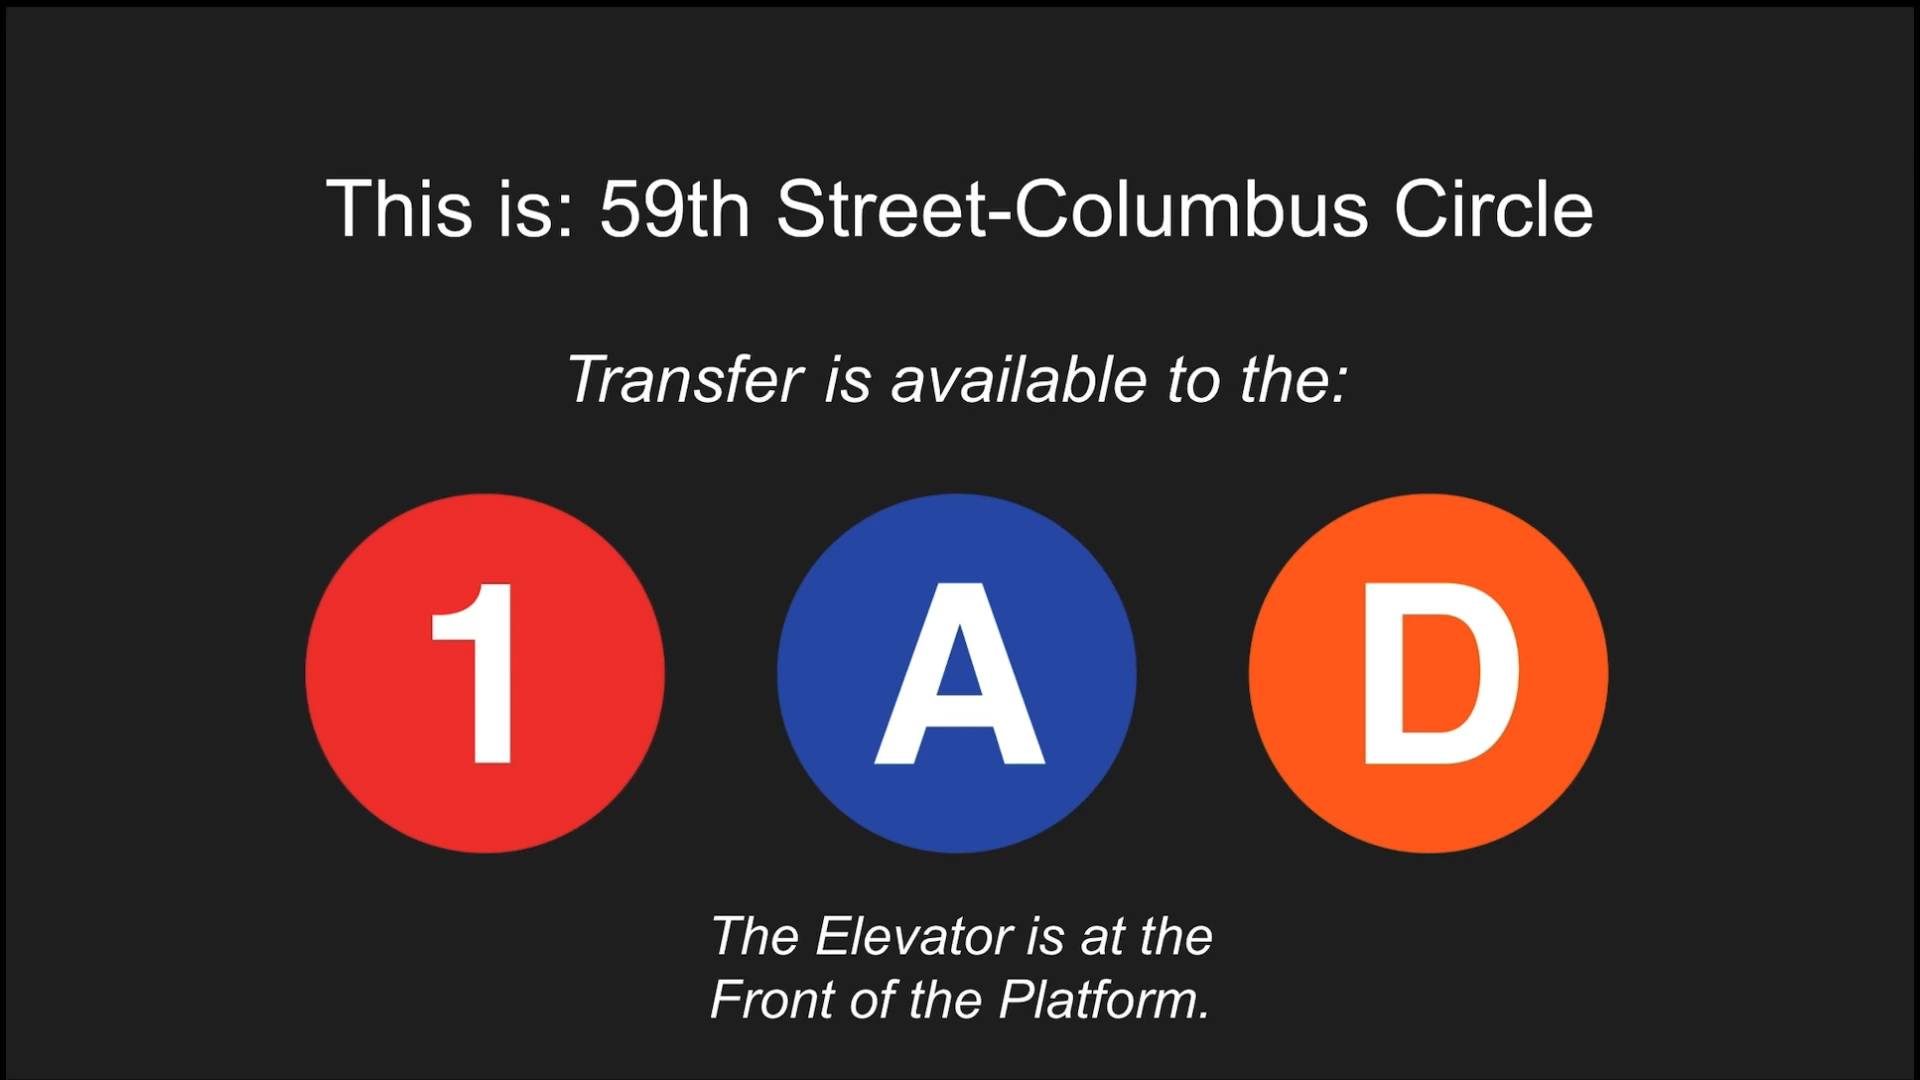 This is: 59th Street-Columbus Circle
Transfer is available to the:
1 A D
The Elevator is at the
Front of the Platform.